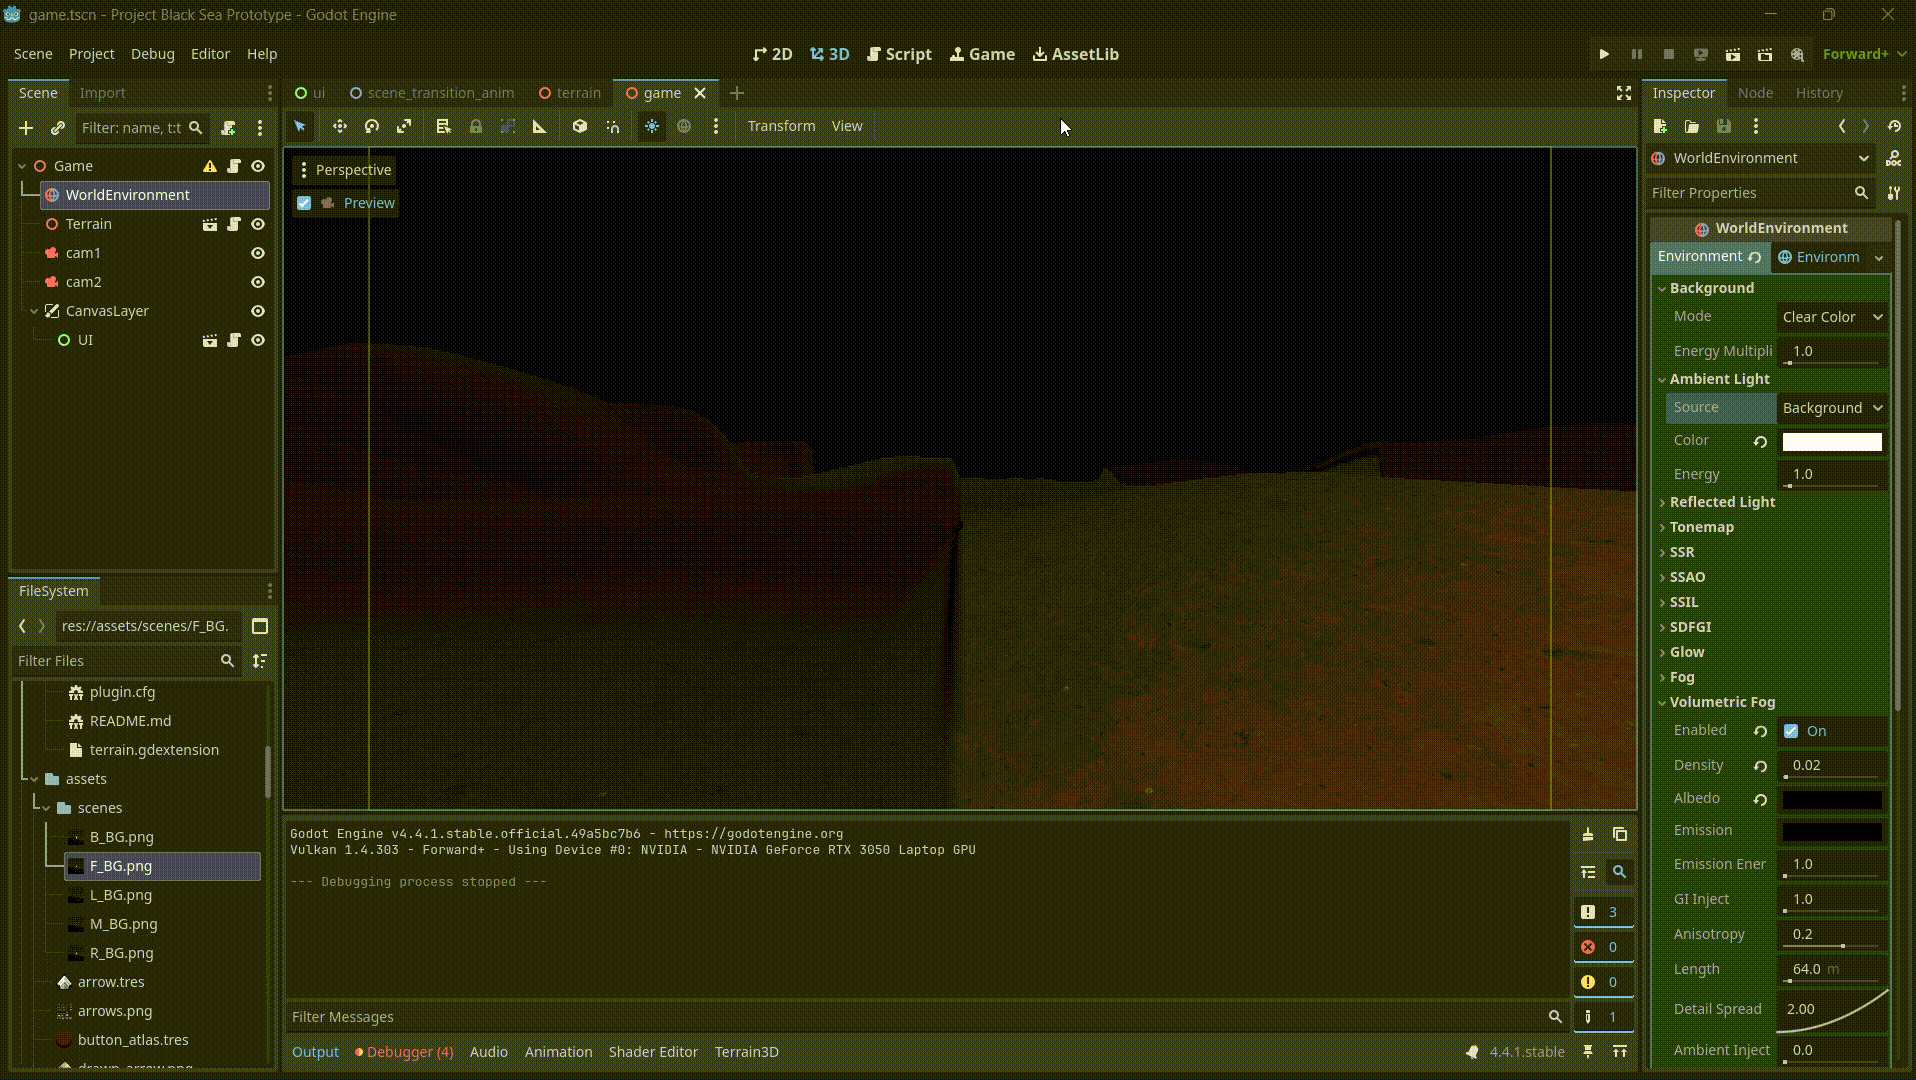 game.tscn - Project Black Sea Prototype - Godot Engine
Scene Project Debug Editor Help
2D 3D Script Game AssetLib
Forward+
Scene Import
Filter: name, t:t
Game
WorldEnvironment
Terrain
cam1
cam2
CanvasLayer
UI
FileSystem
res://assets/scenes/F_BG.
Filter Files
plugin.cfg
README.md
terrain.gdextension
assets
scenes
B_BG.png
F_BG.png
L_BG.png
M_BG.png
R_BG.png
arrow.tres
arrows.png
button_atlas.tres
ui scene_transition_anim terrain game
Transform View
Perspective
Preview
Godot Engine v4.4.1.stable.official.49a5bc7b6 - https://godotengine.org
Vulkan 1.4.303 - Forward+ - Using Device #0: NVIDIA - NVIDIA GeForce RTX 3050 Laptop GPU
--- Debugging process stopped ---
3
0
0
1
Filter Messages
Output Debugger (4) Audio Animation Shader Editor Terrain3D
4.4.1.stable
Inspector Node History
WorldEnvironment
DOC
Filter Properties
WorldEnvironment
Environment Environm
Background
Mode Clear Color
Energy Multipli 1.0
Ambient Light
Source Background
Color
Energy 1.0
Reflected Light
Tonemap
SSR
SSAO
SSIL
SDFGI
Glow
Fog
Volumetric Fog
Enabled On
Density 0.02
Albedo
Emission
Emission Ener 1.0
GI Inject 1.0
Anisotropy 0.2
Length 64.0 m
Detail Spread 2.00
Ambient Inject 0.0